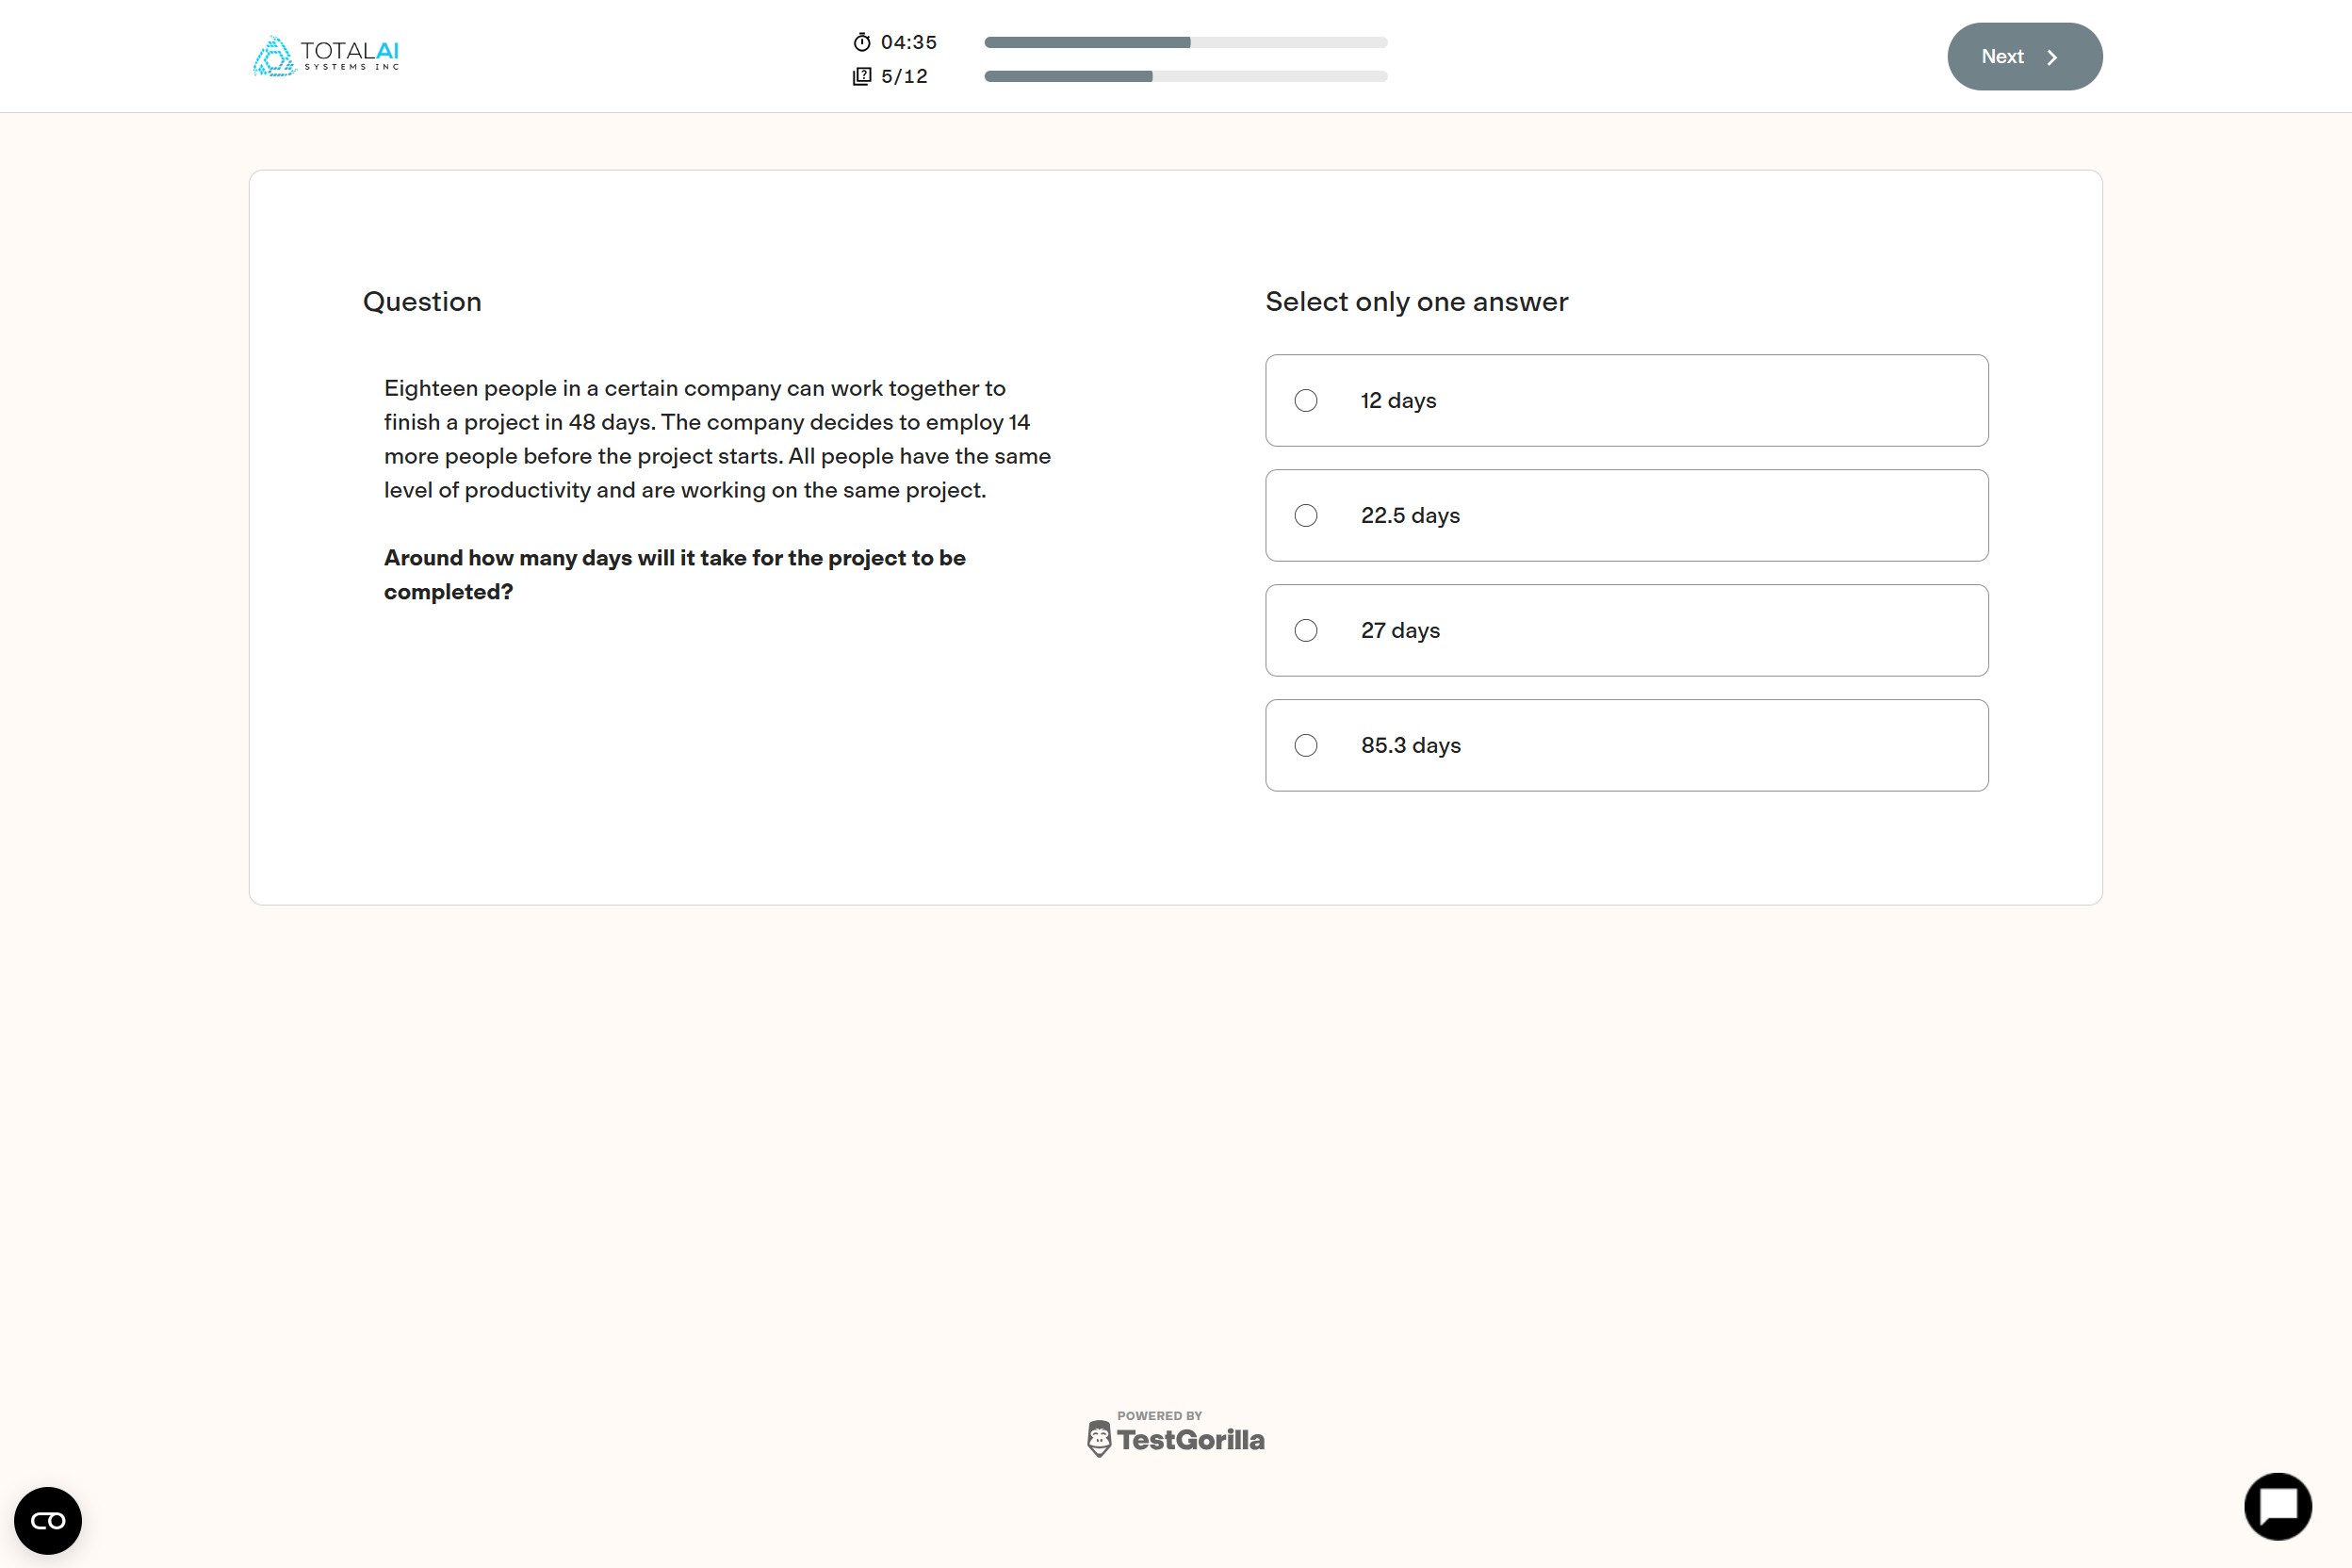 TOTALAI
SYSTEMS INC
04:35
5/12
Next
Question
Eighteen people in a certain company can work together to
finish a project in 48 days. The company decides to employ 14
more people before the project starts. All people have the same
level of productivity and are working on the same project.
Around how many days will it take for the project to be
completed?
Select only one answer
12 days
22.5 days
27 days
85.3 days
POWERED BY
TestGorilla